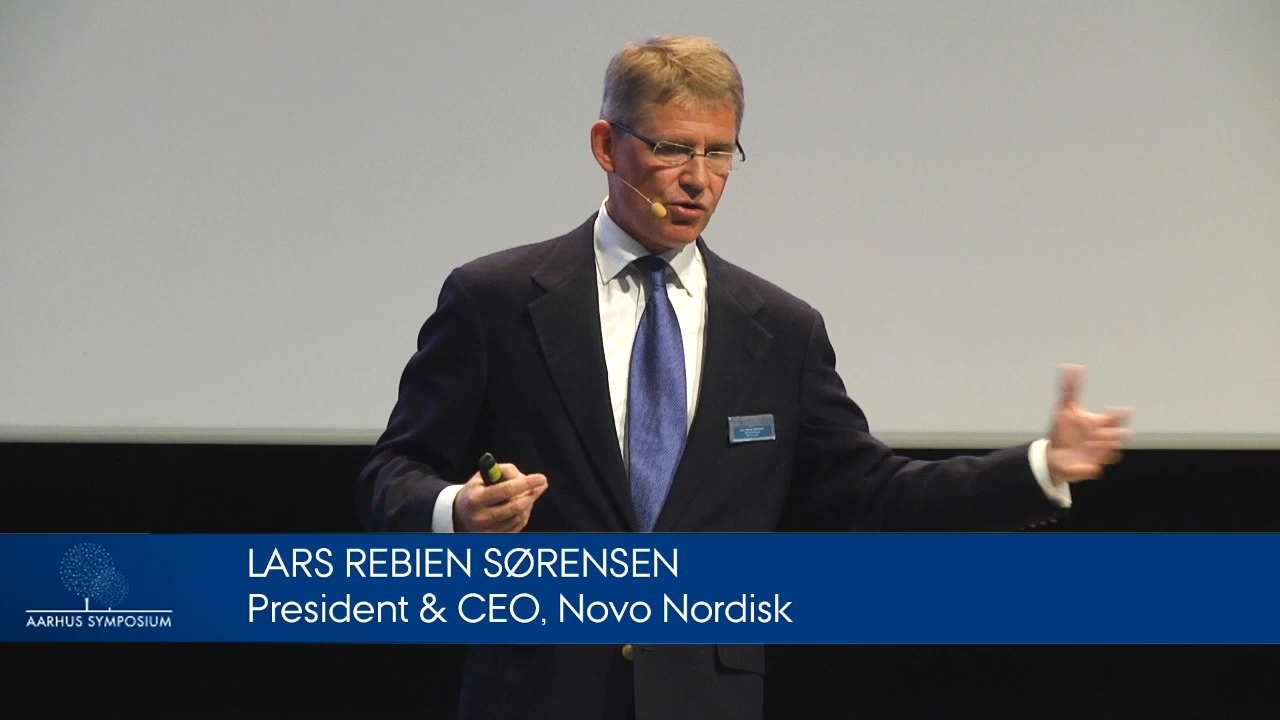 LARS REBIEN SØRENSEN
President & CEO, Novo Nordisk
AARHUS SYMPOSIUM